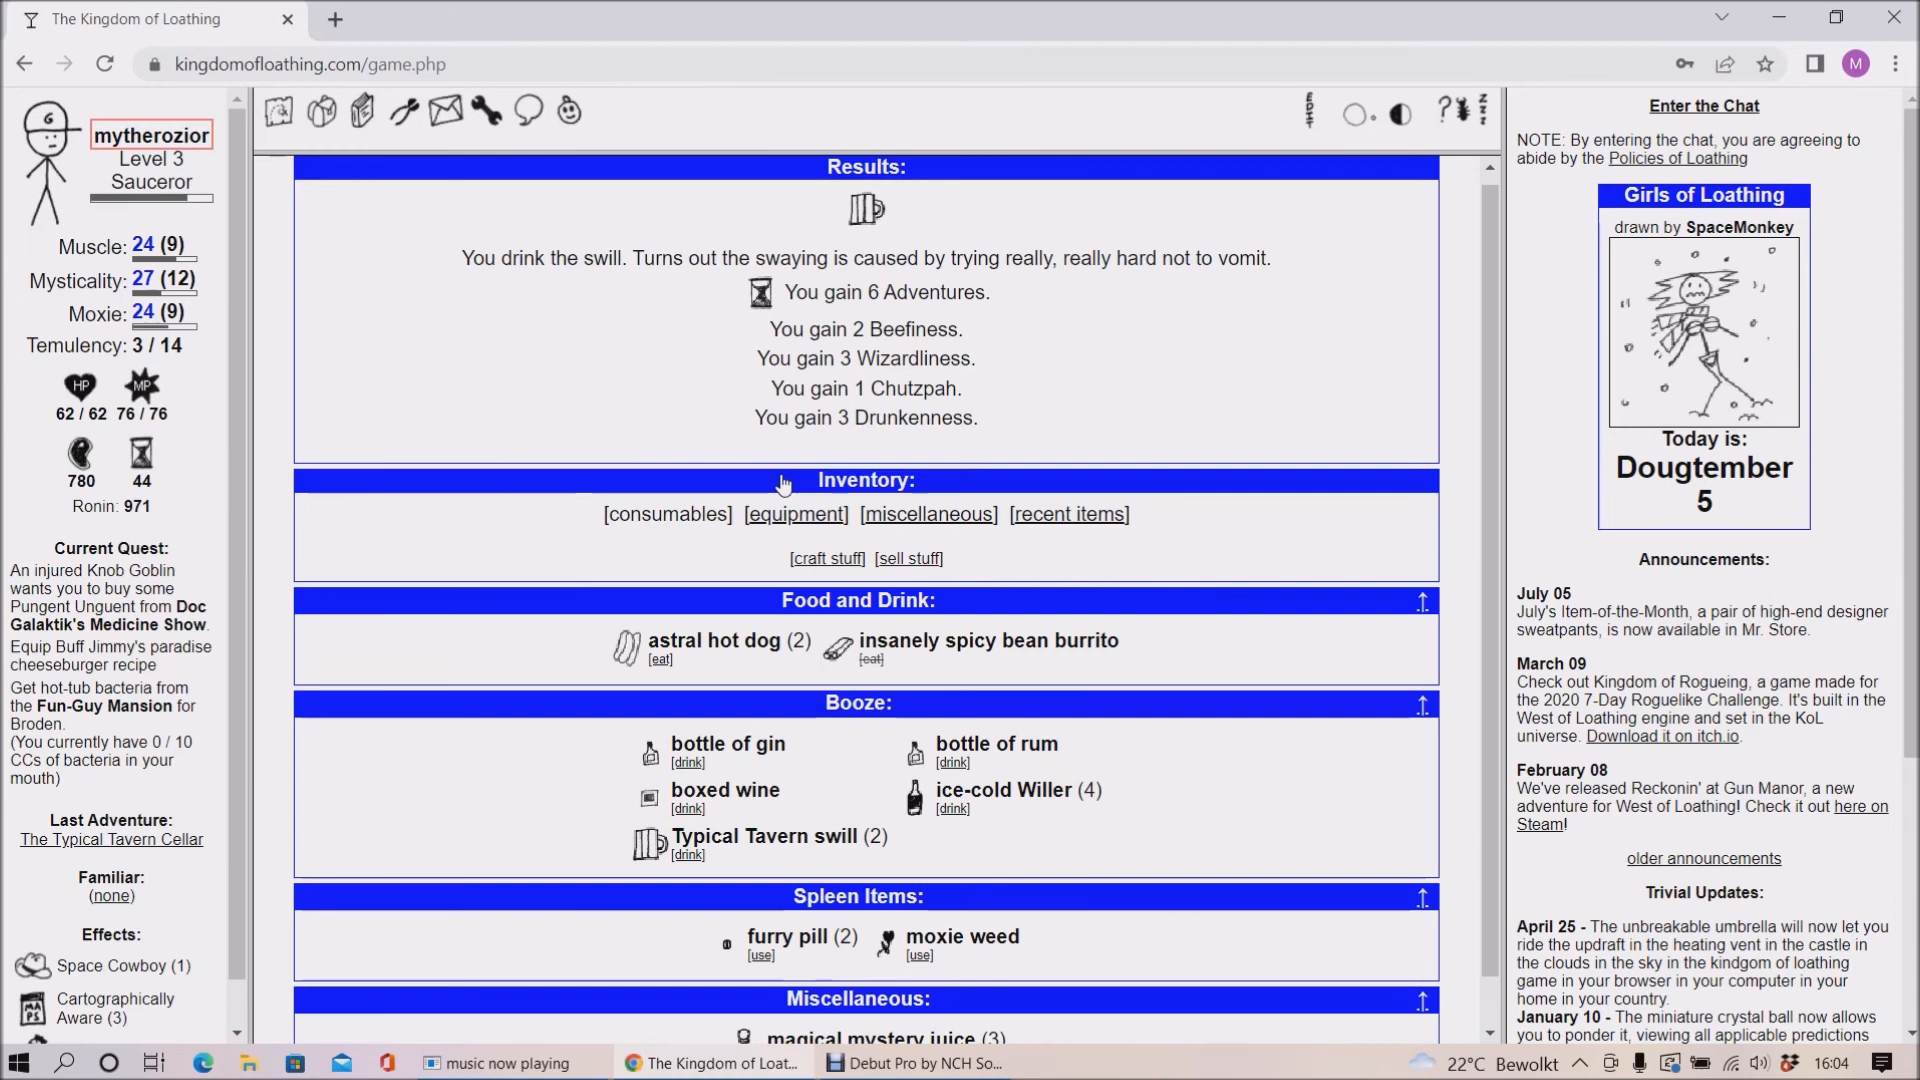 The Kingdom of Loathing
kingdomofloathing.com/game.php
M
mytherozior
Level 3
Sauceror
Muscle: 24 (9)
Mysticality: 27 (12)
Moxie: 24 (9)
Temulency: 3 / 14
HP MP
62 / 62 76 / 76
780 44
Ronin: 971
Current Quest:
An injured Knob Goblin
wants you to buy some
Pungent Unguent from Doc
Galaktik's Medicine Show.
Equip Buff Jimmy's paradise
cheeseburger recipe
Get hot-tub bacteria from
the Fun-Guy Mansion for
Broden.
(You currently have 0 / 10
CCs of bacteria in your
mouth)
Last Adventure:
The Typical Tavern Cellar
Familiar:
(none)
Effects:
Space Cowboy (1)
MAPS
Cartographically
Aware (3)
EDIT
Results:
You drink the swill. Turns out the swaying is caused by trying really, really hard not to vomit.
You gain 6 Adventures.
You gain 2 Beefiness.
You gain 3 Wizardliness.
You gain 1 Chutzpah.
You gain 3 Drunkenness.
Inventory:
[consumables] [equipment] [miscellaneous] [recent items]
[craft stuff] [sell stuff]
Food and Drink:
astral hot dog (2) insanely spicy bean burrito
[eat] [eat]
Booze:
bottle of gin bottle of rum
[drink] [drink]
boxed wine ice-cold Willer (4)
[drink] [drink]
Typical Tavern swill (2)
[drink]
Spleen Items:
furry pill (2) moxie weed
[use] [use]
Miscellaneous:
magical mystery juice (3)
Enter the Chat
NOTE: By entering the chat, you are agreeing to
abide by the Policies of Loathing
Girls of Loathing
drawn by SpaceMonkey
Today is:
Dougtember
5
Announcements:
July 05
July's Item-of-the-Month, a pair of high-end designer
sweatpants, is now available in Mr. Store.
March 09
Check out Kingdom of Rogueing, a game made for
the 2020 7-Day Roguelike Challenge. It's built in the
West of Loathing engine and set in the KoL
universe. Download it on itch.io.
February 08
We've released Reckonin' at Gun Manor, a new
adventure for West of Loathing! Check it out here on
Steam!
older announcements
Trivial Updates:
April 25 - The unbreakable umbrella will now let you
ride the updraft in the heating vent in the castle in
the clouds in the sky in the kindgom of loathing
game in your browser in your computer in your
home in your country.
January 10 - The miniature crystal ball now allows
you to ponder it, viewing all applicable predictions
music now playing
The Kingdom of Loat...
Debut Pro by NCH So...
22°C Bewolkt
16:04